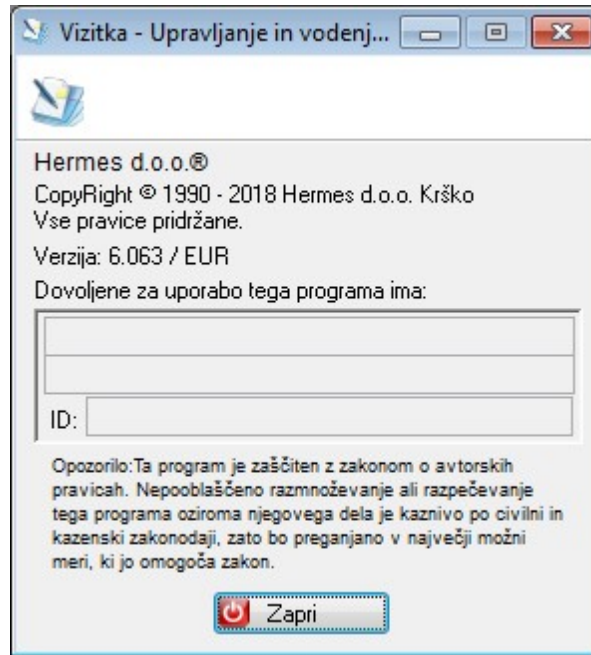 Vizitka - Upravljanje in vodenj...
Hermes d.o.o.®
CopyRight © 1990 - 2018 Hermes d.o.o. Krško
Vse pravice pridržane.
Verzija: 6.063 / EUR
Dovoljene za uporabo tega programa ima:
ID:
Opozorilo:Ta program je zaščiten z zakonom o avtorskih
pravicah. Nepooblaščeno razmnoževanje ali razpečevanje
tega programa oziroma njegovega dela je kaznivo po civilni in
kazenski zakonodaji, zato bo preganjano v največji možni
meri, ki jo omogoča zakon.
Zapri